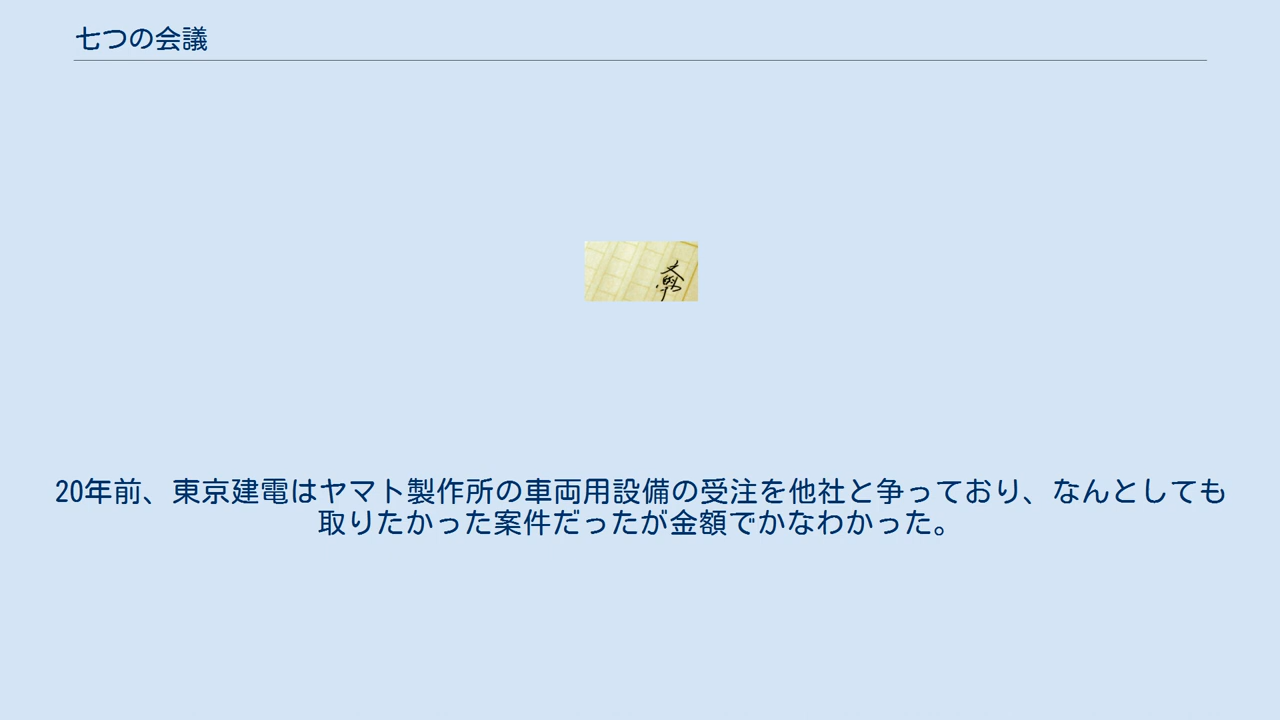 七つの会議
20年前、東京建電はヤマト製作所の車両用設備の受注を他社と争っており、なんとしても
取りたかった案件だったが金額でかなわかった。